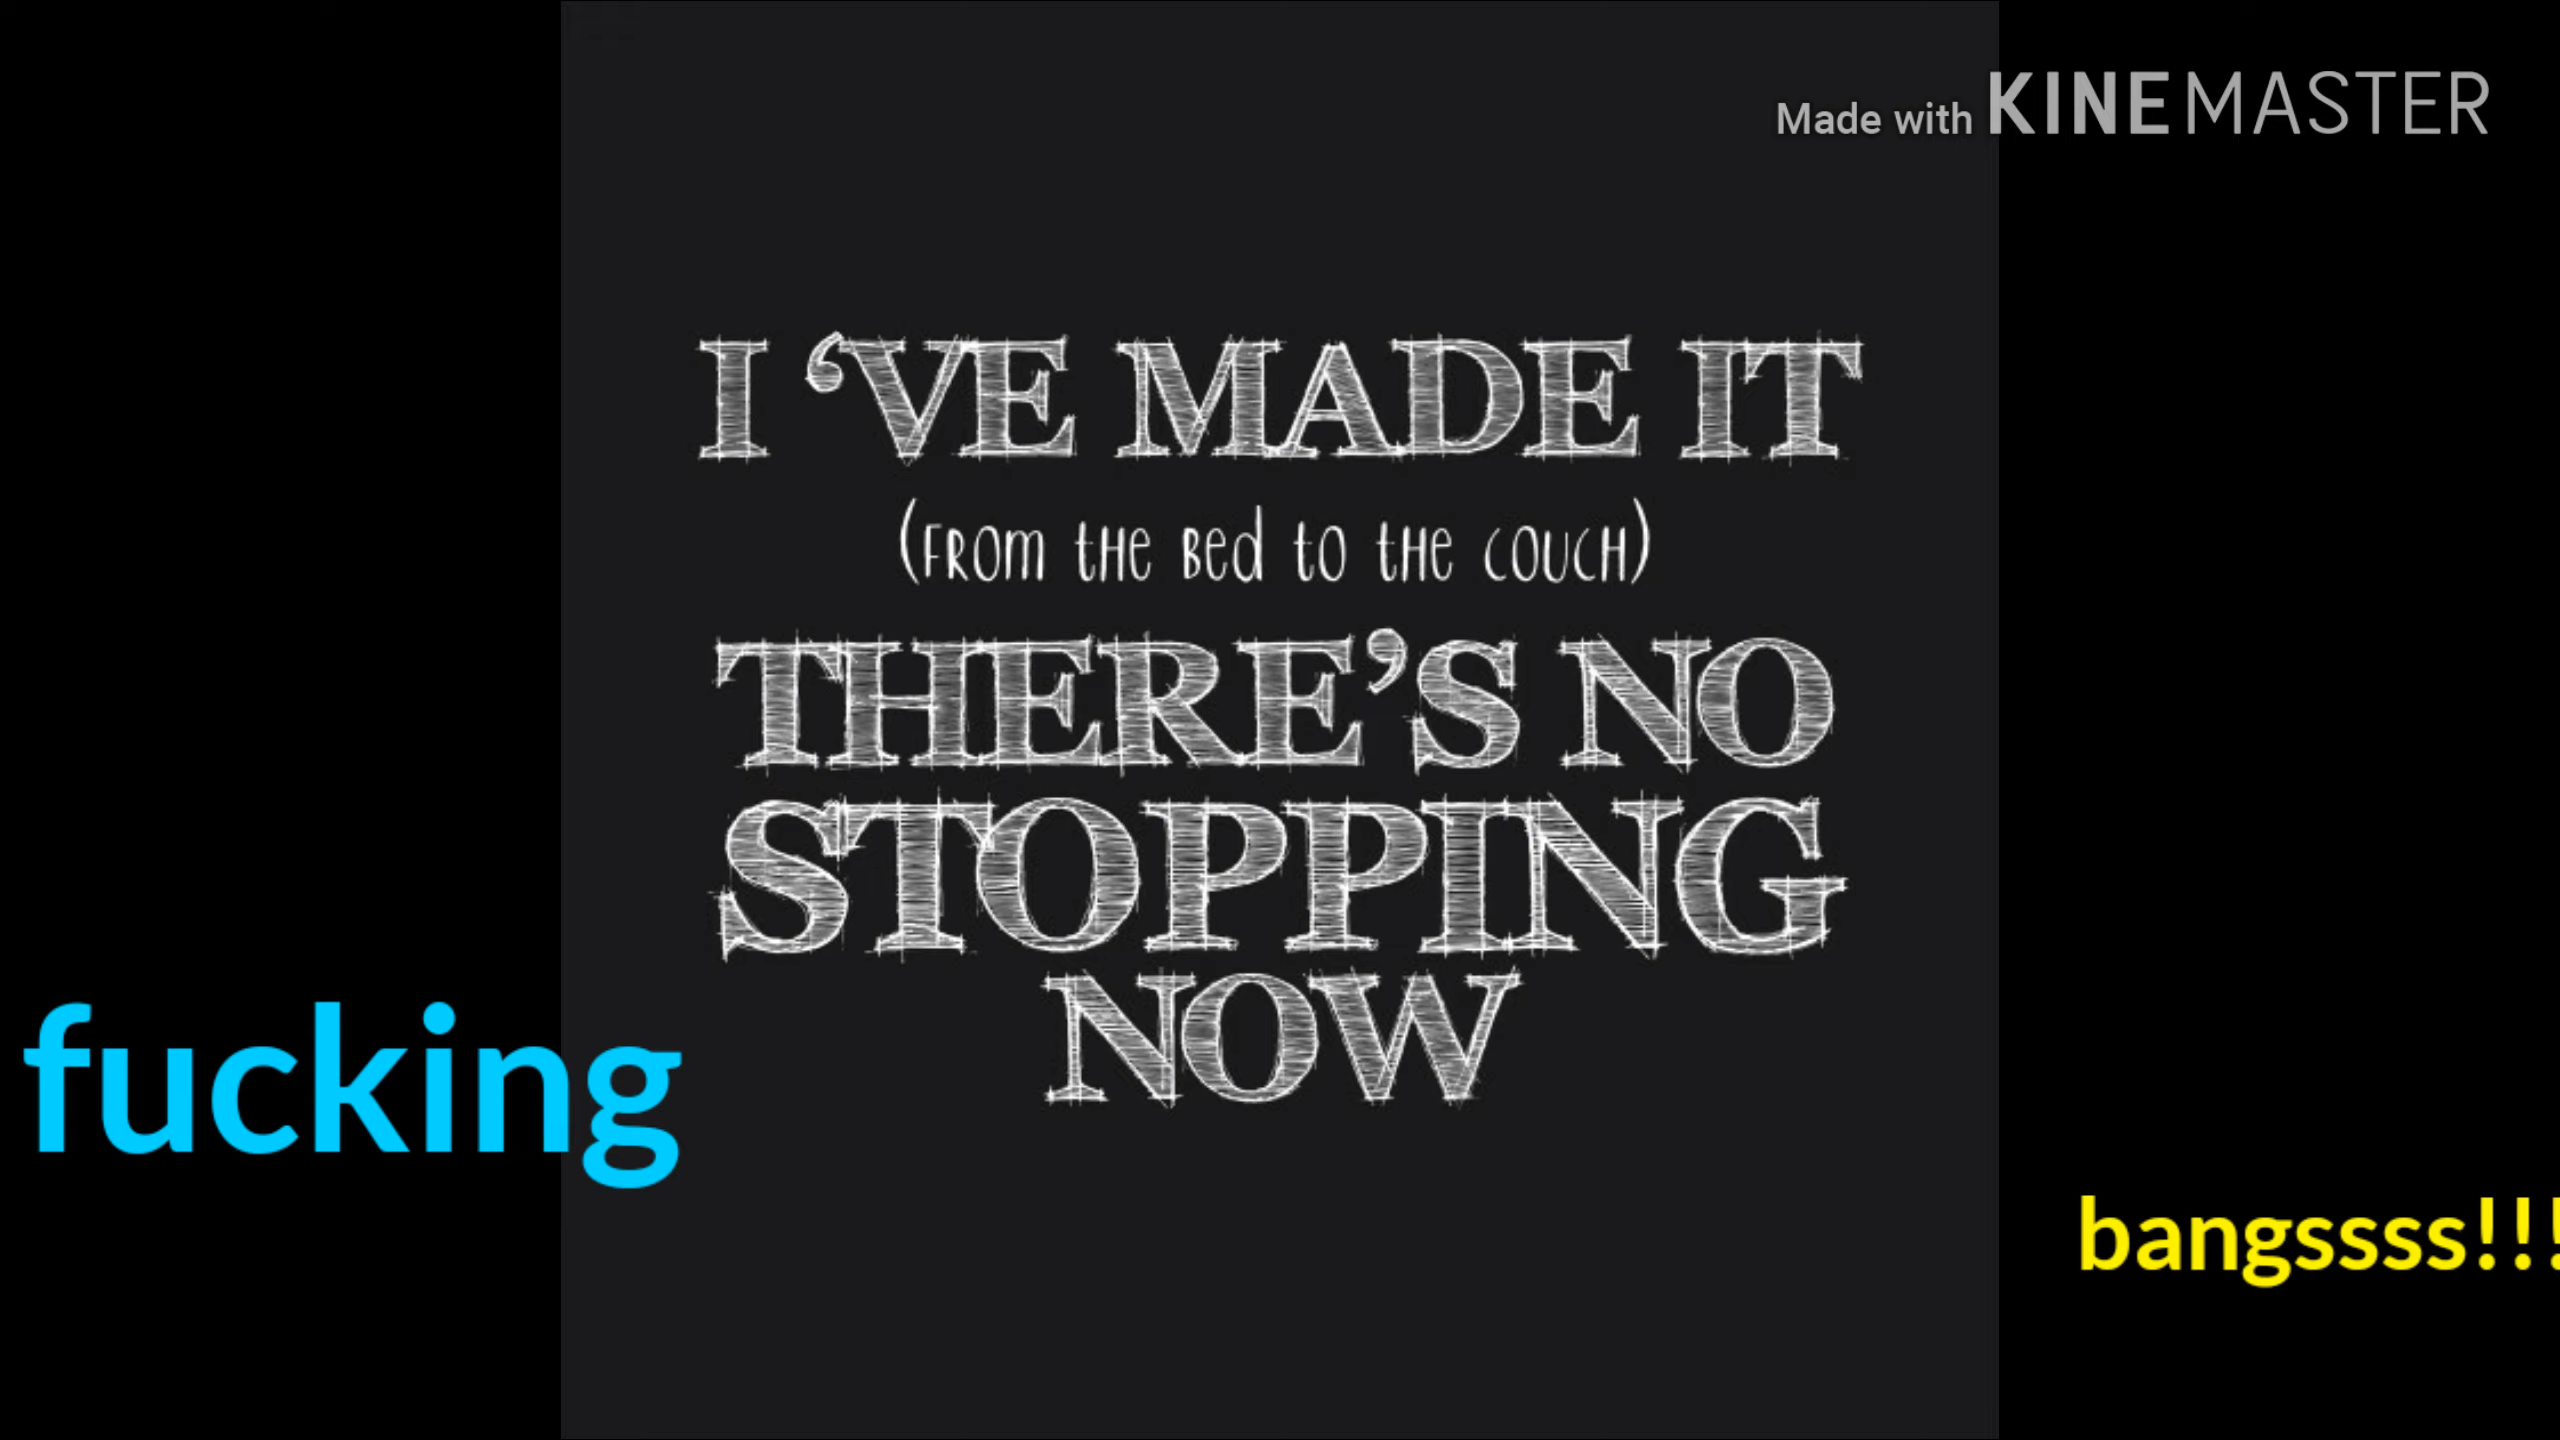 Made with KINEMASTER
I ‘VE MADE IT
(FROM THE BED TO THE COUCH)
THERE’S NO
STOPPING
NOW
fucking
bangssss!!!